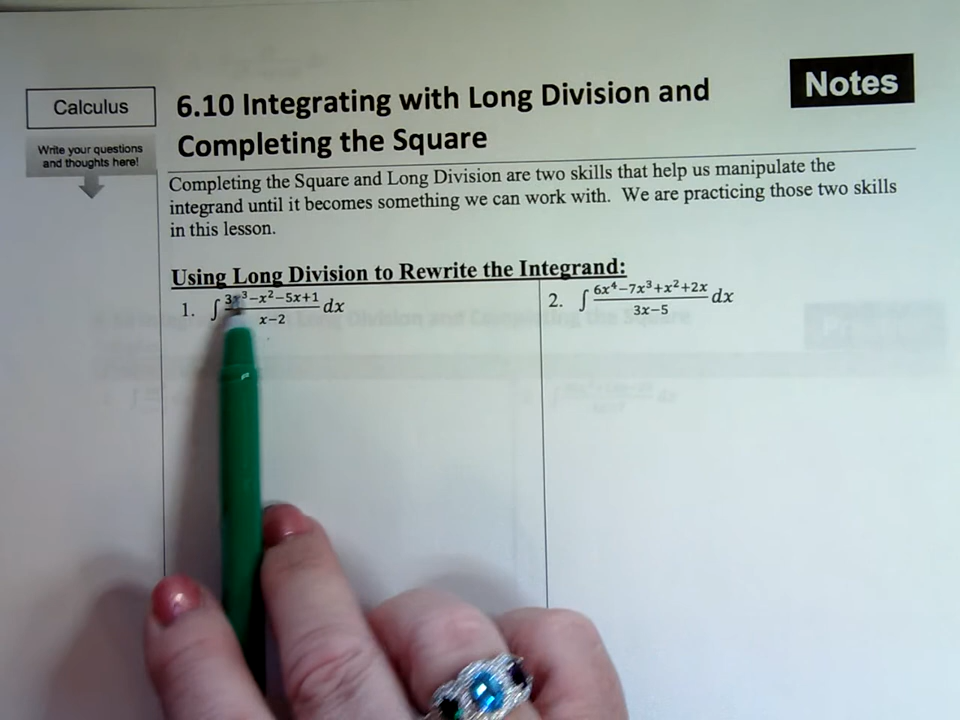 Calculus
Write your questions
and thoughts here!
6.10 Integrating with Long Division and
Completing the Square
Notes
Completing the Square and Long Division are two skills that help us manipulate the
integrand until it becomes something we can work with. We are practicing those two skills
in this lesson.
Using Long Division to Rewrite the Integrand:
1. ∫ (3x³−x²−5x+1)/(x−2) dx
2. ∫ (6x⁴−7x³+x²+2x)/(3x−5) dx